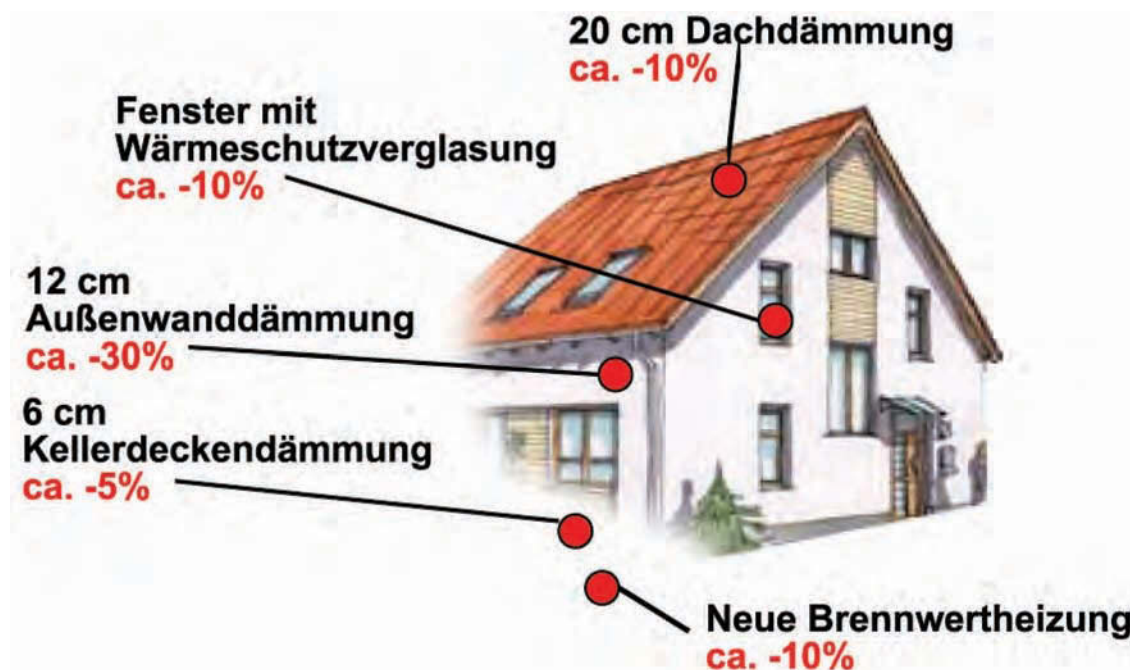 20 cm Dachdämmung
ca. -10%
Fenster mit
Wärmeschutzverglasung
ca. -10%
12 cm
Außenwanddämmung
ca. -30%
6 cm
Kellerdeckendämmung
ca. -5%
Neue Brennwertheizung
ca. -10%